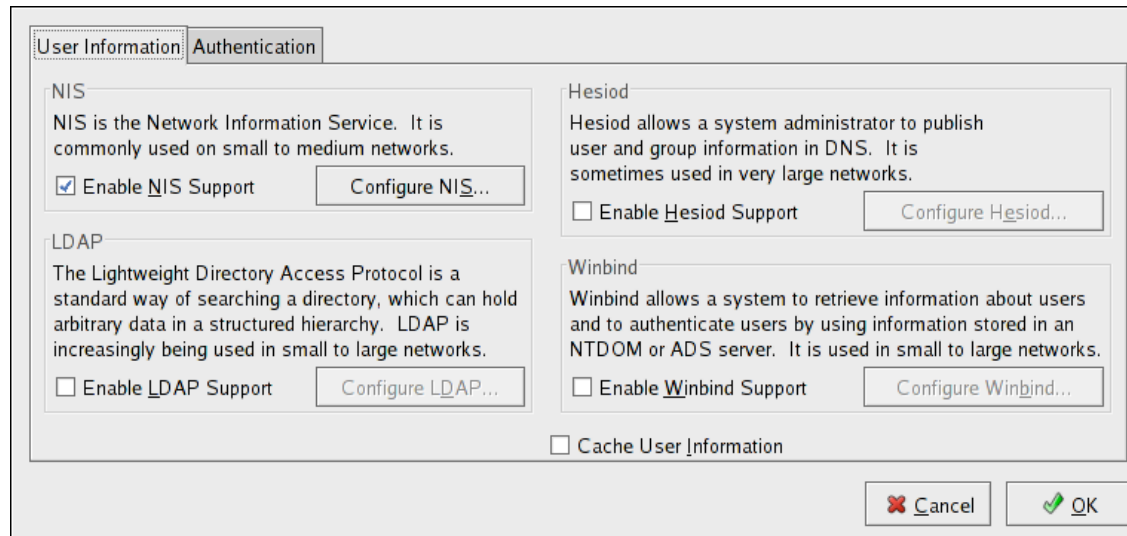 User Information
Authentication
NIS
NIS is the Network Information Service. It is
commonly used on small to medium networks.
Enable NIS Support
Configure NIS...
LDAP
The Lightweight Directory Access Protocol is a
standard way of searching a directory, which can hold
arbitrary data in a structured hierarchy. LDAP is
increasingly being used in small to large networks.
Enable LDAP Support
Configure LDAP...
Hesiod
Hesiod allows a system administrator to publish
user and group information in DNS. It is
sometimes used in very large networks.
Enable Hesiod Support
Configure Hesiod...
Winbind
Winbind allows a system to retrieve information about users
and to authenticate users by using information stored in an
NTDOM or ADS server. It is used in small to large networks.
Enable Winbind Support
Configure Winbind...
Cache User Information
Cancel
OK